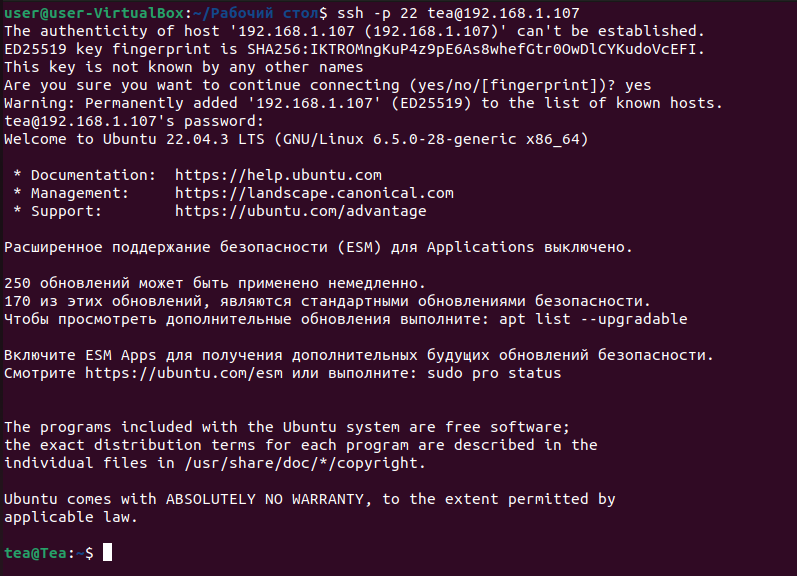 user@user-VirtualBox:~/Рабочий стол$ ssh -p 22 tea@192.168.1.107
The authenticity of host '192.168.1.107 (192.168.1.107)' can't be established.
ED25519 key fingerprint is SHA256:IKTROMngKuP4z9pE6As8whefGtr0OwDlCYKudoVcEFI.
This key is not known by any other names
Are you sure you want to continue connecting (yes/no/[fingerprint])? yes
Warning: Permanently added '192.168.1.107' (ED25519) to the list of known hosts.
tea@192.168.1.107's password:
Welcome to Ubuntu 22.04.3 LTS (GNU/Linux 6.5.0-28-generic x86_64)
* Documentation:  https://help.ubuntu.com
* Management:     https://landscape.canonical.com
* Support:        https://ubuntu.com/advantage
Расширенное поддержание безопасности (ESM) для Applications выключено.
250 обновлений может быть применено немедленно.
170 из этих обновлений, являются стандартными обновлениями безопасности.
Чтобы просмотреть дополнительные обновления выполните: apt list --upgradable
Включите ESM Apps для получения дополнительных будущих обновлений безопасности.
Смотрите https://ubuntu.com/esm или выполните: sudo pro status
The programs included with the Ubuntu system are free software;
the exact distribution terms for each program are described in the
individual files in /usr/share/doc/*/copyright.
Ubuntu comes with ABSOLUTELY NO WARRANTY, to the extent permitted by
applicable law.
tea@Tea:~$